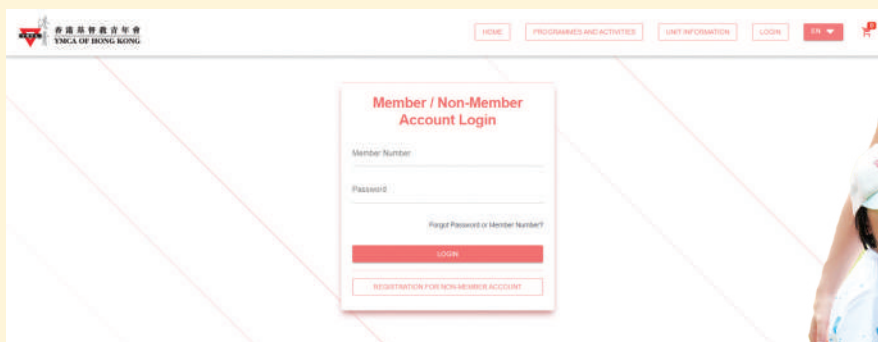 香港基督教青年會
YMCA OF HONG KONG
HOME
PROGRAMMES AND ACTIVITIES
UNIT INFORMATION
LOGIN
EN
Member / Non-Member
Account Login
Member Number
Password
Forgot Password or Member Number?
LOGIN
REGISTRATION FOR NON-MEMBER ACCOUNT